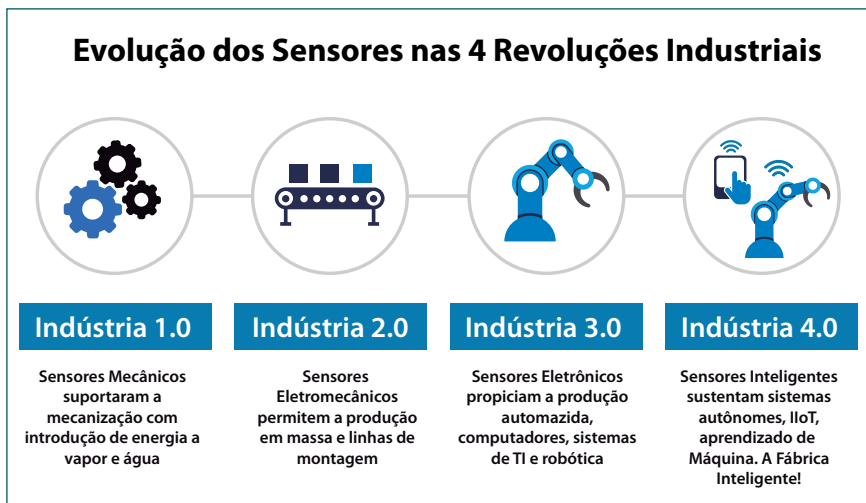 Evolução dos Sensores nas 4 Revoluções Industriais
Indústria 1.0
Sensores Mecânicos
suportaram a
mecanização com
introdução de energia a
vapor e água
Indústria 2.0
Sensores
Eletromecânicos
permitem a produção
em massa e linhas de
montagem
Indústria 3.0
Sensores Eletrônicos
propiciam a produção
automazida,
computadores, sistemas
de TI e robótica
Indústria 4.0
Sensores Inteligentes
sustentam sistemas
autônomes, IIoT,
aprendizado de
Máquina. A Fábrica
Inteligente!